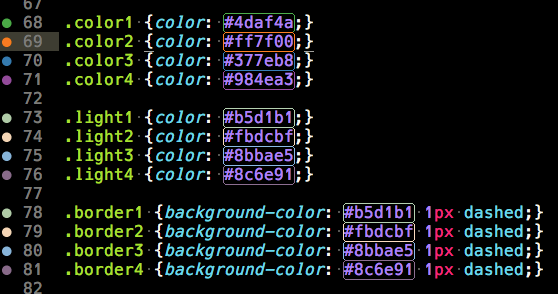 67
68 .color1 {color: #4daf4a;}
69 .color2 {color: #ff7f00;}
70 .color3 {color: #377eb8;}
71 .color4 {color: #984ea3;}
72
73 .light1 {color: #b5d1b1;}
74 .light2 {color: #fbdcbf;}
75 .light3 {color: #8bbae5;}
76 .light4 {color: #8c6e91;}
77
78 .border1 {background-color: #b5d1b1 1px dashed;}
79 .border2 {background-color: #fbdcbf 1px dashed;}
80 .border3 {background-color: #8bbae5 1px dashed;}
81 .border4 {background-color: #8c6e91 1px dashed;}
82